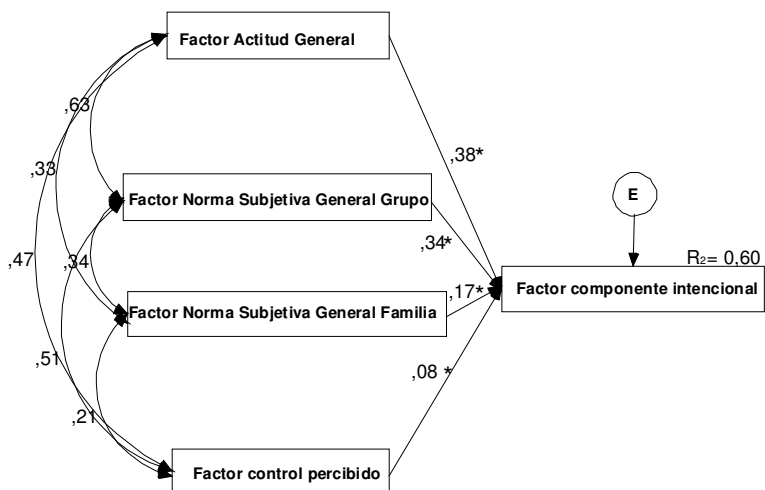 Factor Actitud General
,63
,38*
,33
Factor Norma Subjetiva General Grupo
E
,34*
,47
,34
R2= 0,60
,17*
Factor componente intencional
Factor Norma Subjetiva General Familia
,51
,08 *
,21
Factor control percibido